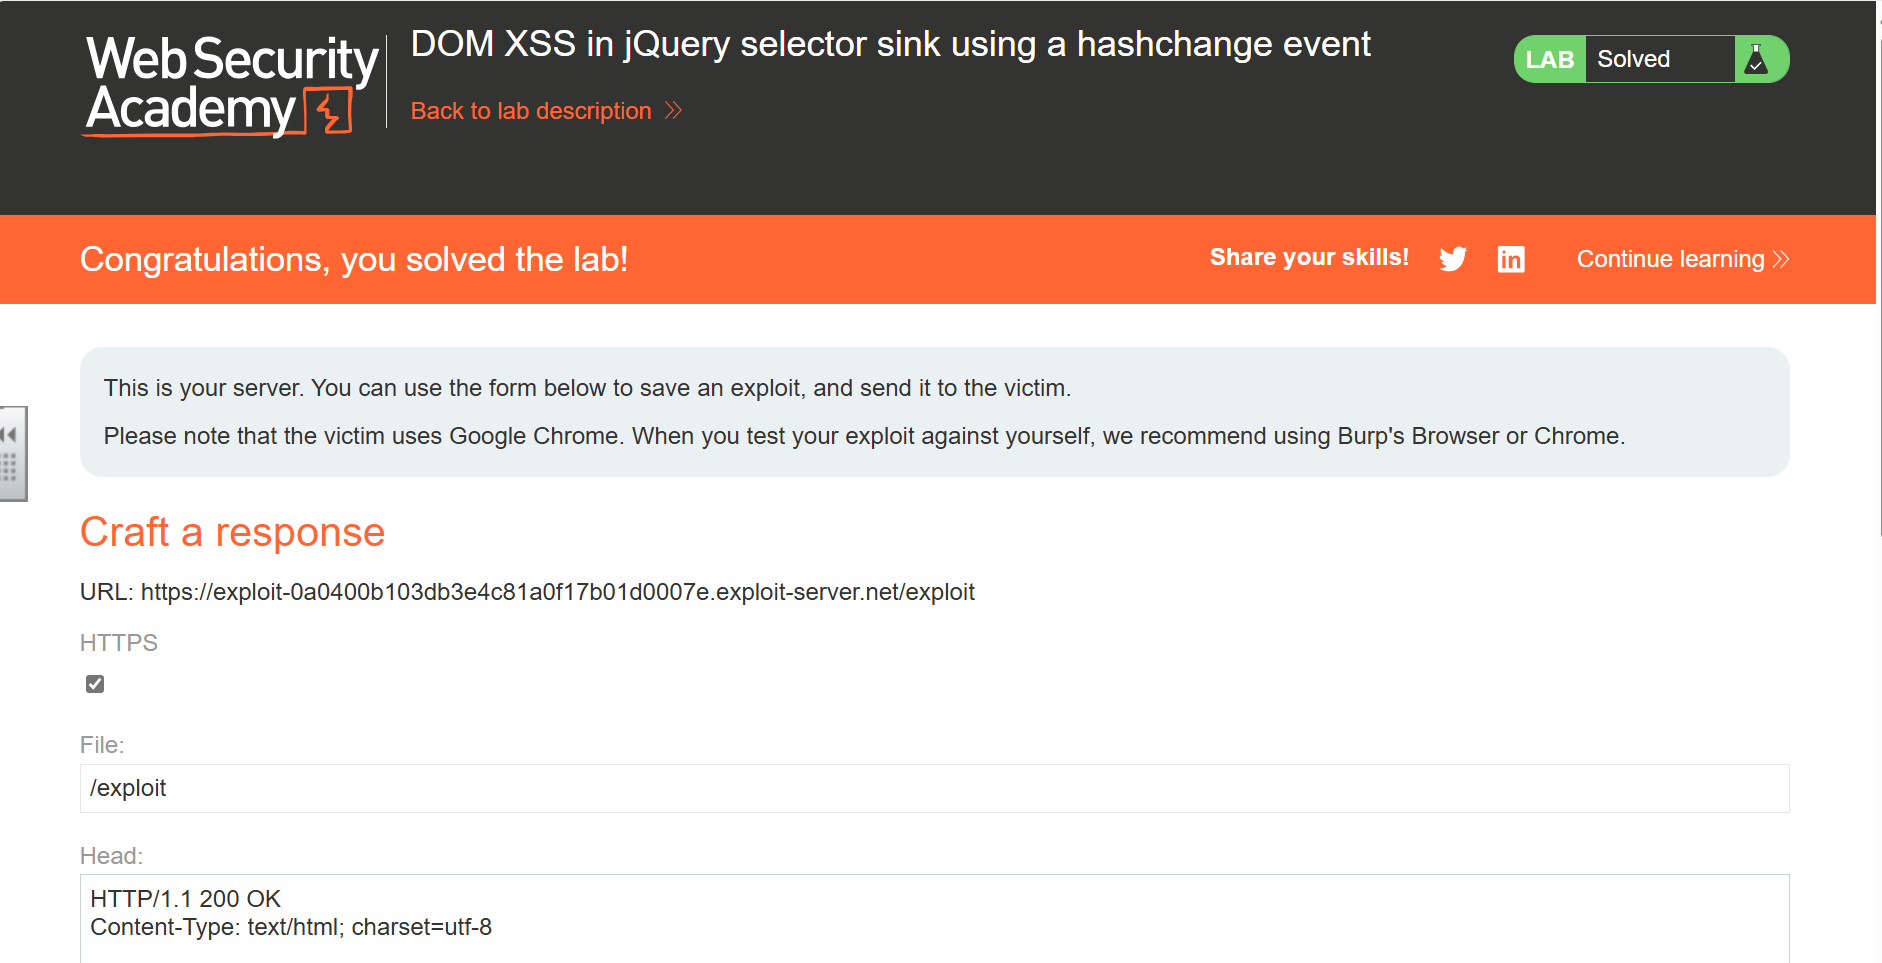 Web Security
Academy
DOM XSS in jQuery selector sink using a hashchange event
Back to lab description
LAB Solved
Congratulations, you solved the lab!
Share your skills!
Continue learning
This is your server. You can use the form below to save an exploit, and send it to the victim.
Please note that the victim uses Google Chrome. When you test your exploit against yourself, we recommend using Burp's Browser or Chrome.
Craft a response
URL: https://exploit-0a0400b103db3e4c81a0f17b01d0007e.exploit-server.net/exploit
HTTPS
File:
/exploit
Head:
HTTP/1.1 200 OK
Content-Type: text/html; charset=utf-8